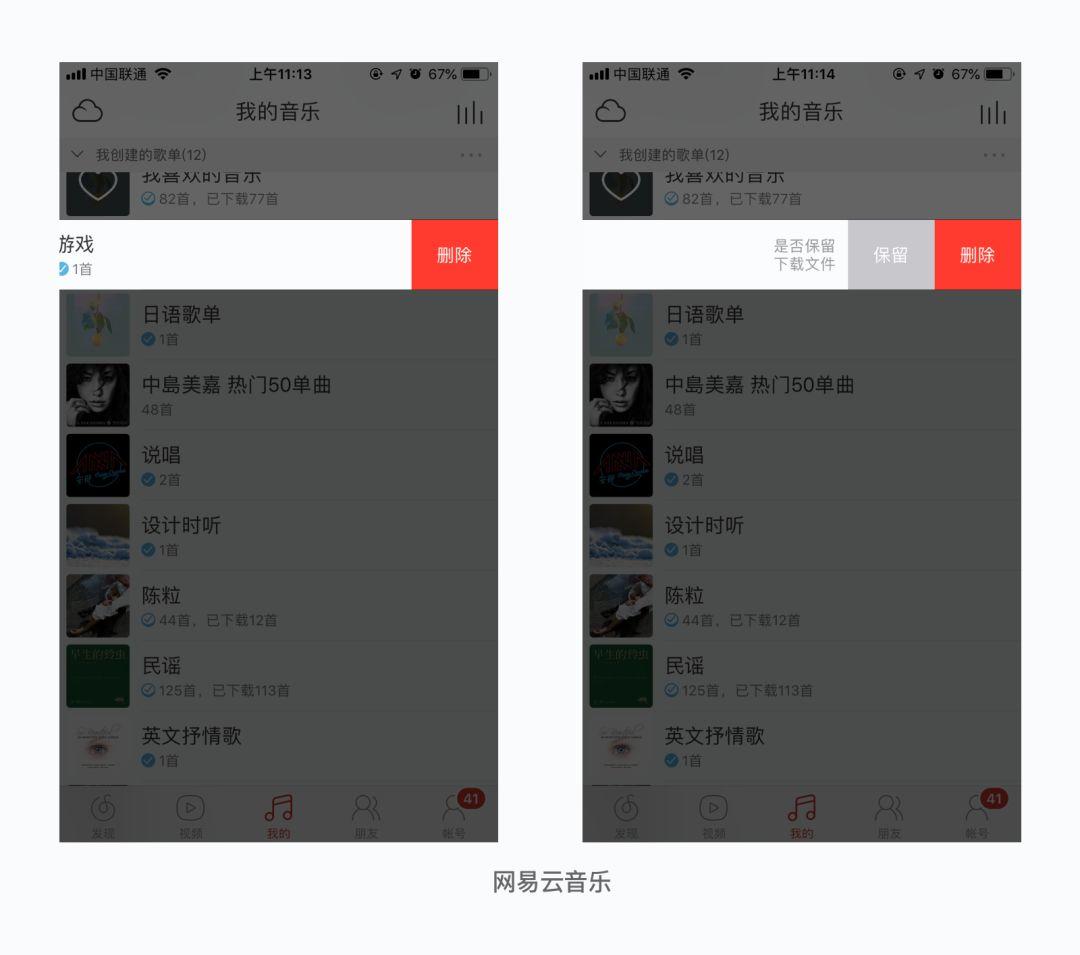 中国联通
上午11:13
67%
我的音乐
我创建的歌单(12)
我喜欢的音乐
82首，已下载77首
游戏
1首
删除
日语歌单
1首
中島美嘉 热门50单曲
48首
说唱
2首
设计时听
1首
陈粒
44首，已下载12首
早生的铃虫
民谣
125首，已下载113首
英文抒情歌
1首
41
发现
视频
我的
朋友
帐号
中国联通
上午11:14
67%
我的音乐
我创建的歌单(12)
我喜欢的音乐
82首，已下载77首
是否保留
下载文件
保留
删除
日语歌单
1首
中島美嘉 热门50单曲
48首
说唱
2首
设计时听
1首
陈粒
44首，已下载12首
早生的铃虫
民谣
125首，已下载113首
英文抒情歌
1首
41
发现
视频
我的
朋友
帐号
网易云音乐